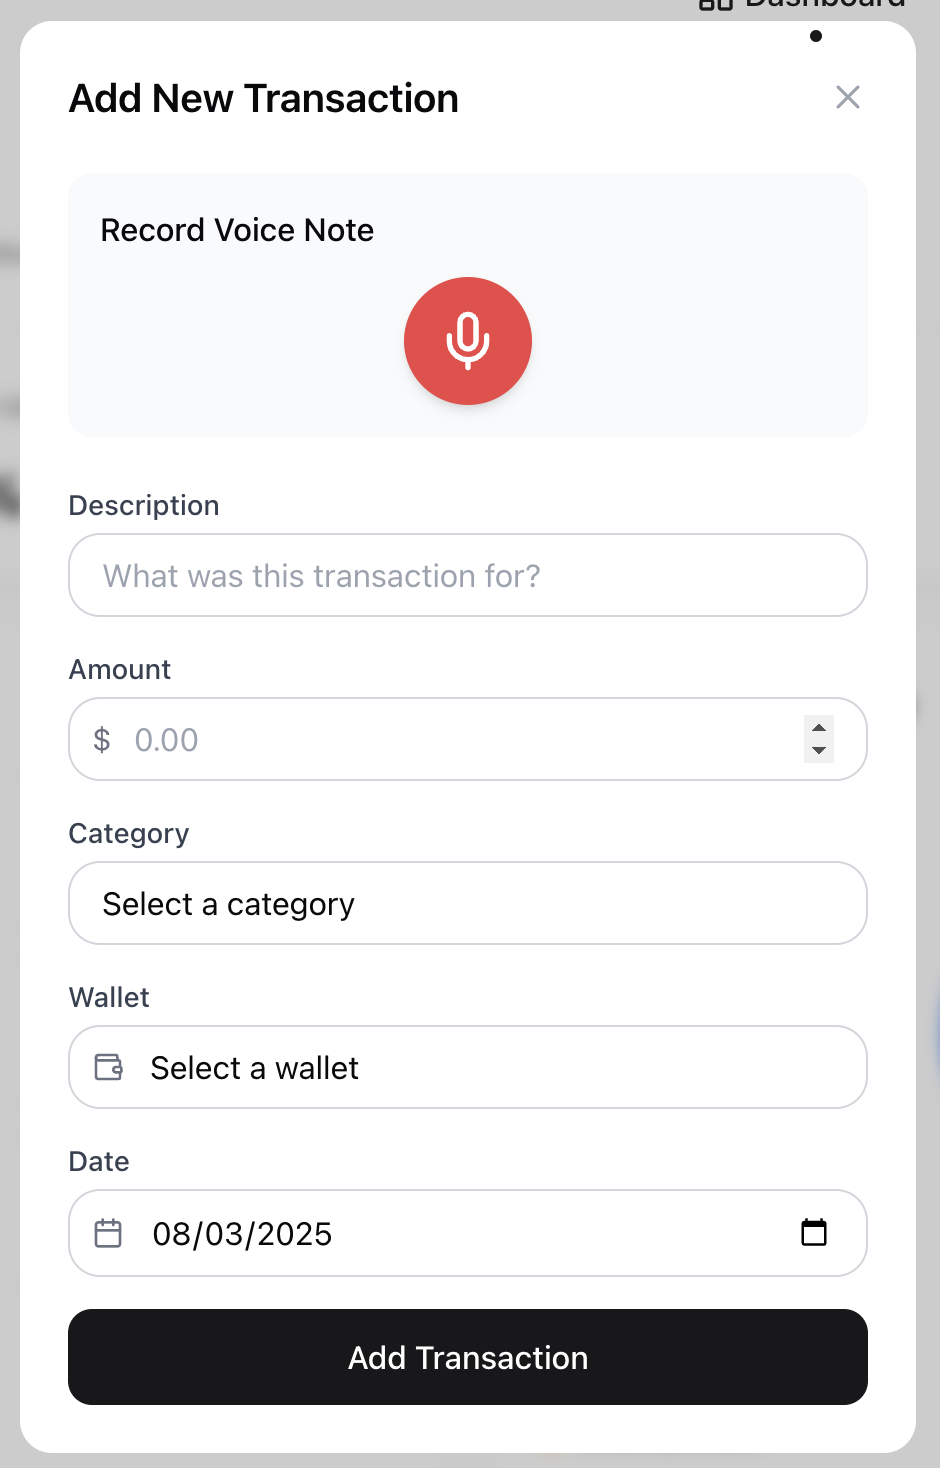 Dashboard
Add New Transaction
Record Voice Note
Description
What was this transaction for?
Amount
$ 0.00
Category
Select a category
Wallet
Select a wallet
Date
08/03/2025
Add Transaction